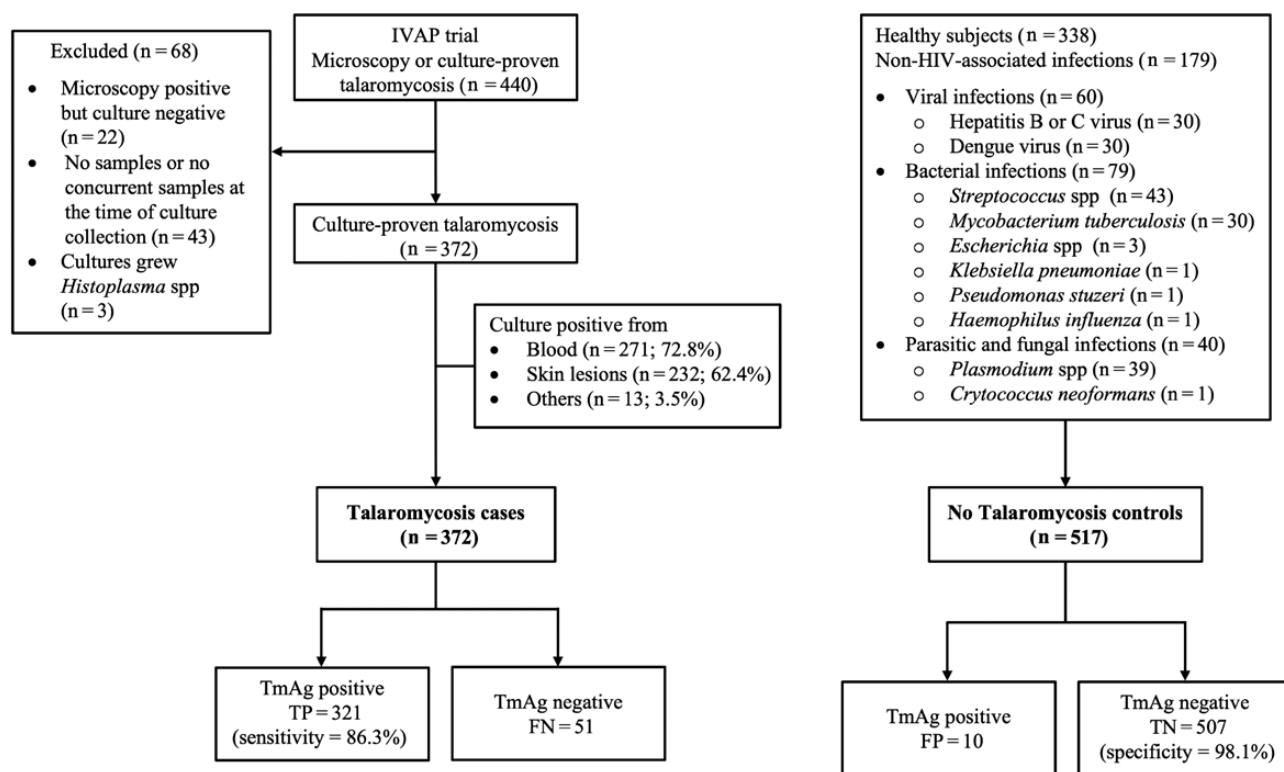 Excluded (n = 68)
• Microscopy positive
but culture negative
(n = 22)
• No samples or no
concurrent samples at
the time of culture
collection (n = 43)
• Cultures grew
Histoplasma spp
(n = 3)
IVAP trial
Microscopy or culture-proven
talaromycosis (n = 440)
Culture-proven talaromycosis
(n = 372)
Culture positive from
• Blood (n = 271; 72.8%)
• Skin lesions (n = 232; 62.4%)
• Others (n = 13; 3.5%)
Talaromycosis cases
(n = 372)
TmAg positive
TP = 321
(sensitivity = 86.3%)
TmAg negative
FN = 51
Healthy subjects (n = 338)
Non-HIV-associated infections (n = 179)
• Viral infections (n = 60)
o Hepatitis B or C virus (n = 30)
o Dengue virus (n = 30)
• Bacterial infections (n = 79)
o Streptococcus spp (n = 43)
o Mycobacterium tuberculosis (n = 30)
o Escherichia spp (n = 3)
o Klebsiella pneumoniae (n = 1)
o Pseudomonas stuzeri (n = 1)
o Haemophilus influenza (n = 1)
• Parasitic and fungal infections (n = 40)
o Plasmodium spp (n = 39)
o Crytococcus neoformans (n = 1)
No Talaromycosis controls
(n = 517)
TmAg positive
FP = 10
TmAg negative
TN = 507
(specificity = 98.1%)